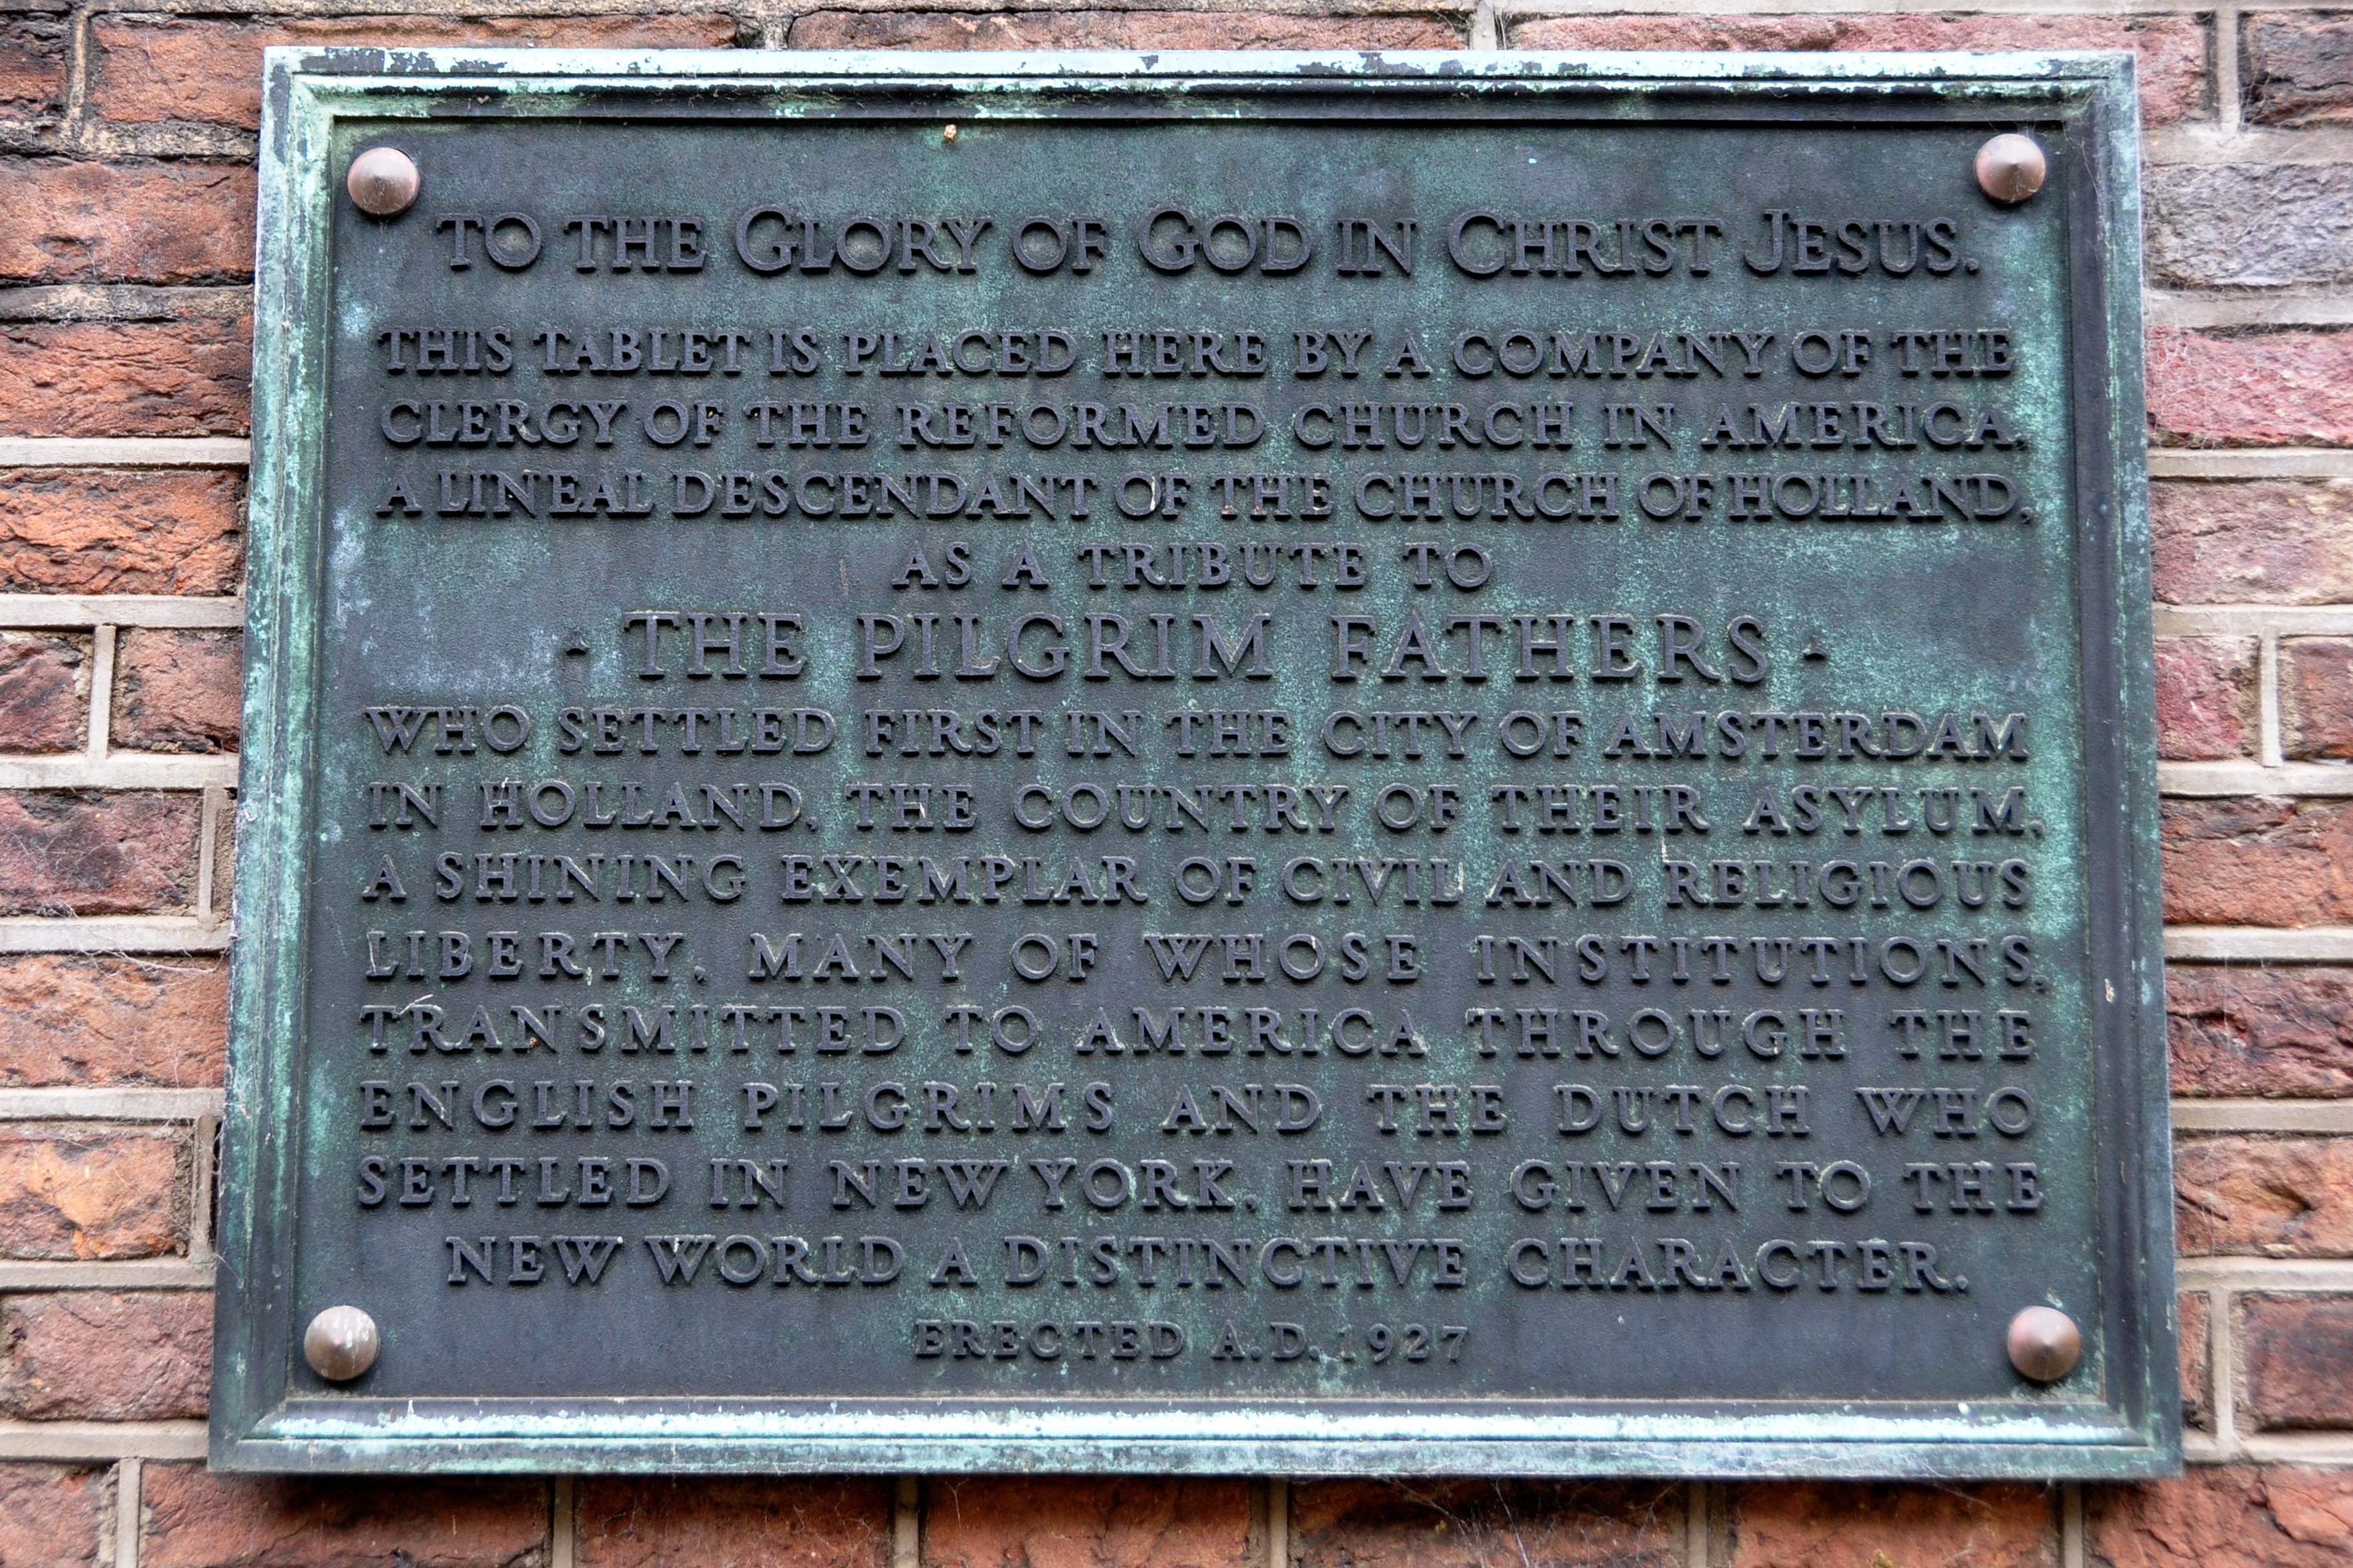 TO THE GLORY OF GOD IN CHRIST JESUS.
THIS TABLET IS PLACED HERE BY A COMPANY OF THE
CLERGY OF THE REFORMED CHURCH IN AMERICA,
A LINEAL DESCENDANT OF THE CHURCH OF HOLLAND,
AS A TRIBUTE TO
· THE PILGRIM FATHERS ·
WHO SETTLED FIRST IN THE CITY OF AMSTERDAM
IN HOLLAND, THE COUNTRY OF THEIR ASYLUM,
A SHINING EXEMPLAR OF CIVIL AND RELIGIOUS
LIBERTY, MANY OF WHOSE INSTITUTIONS,
TRANSMITTED TO AMERICA THROUGH THE
ENGLISH PILGRIMS AND THE DUTCH WHO
SETTLED IN NEW YORK, HAVE GIVEN TO THE
NEW WORLD A DISTINCTIVE CHARACTER.
ERECTED A.D. 1927